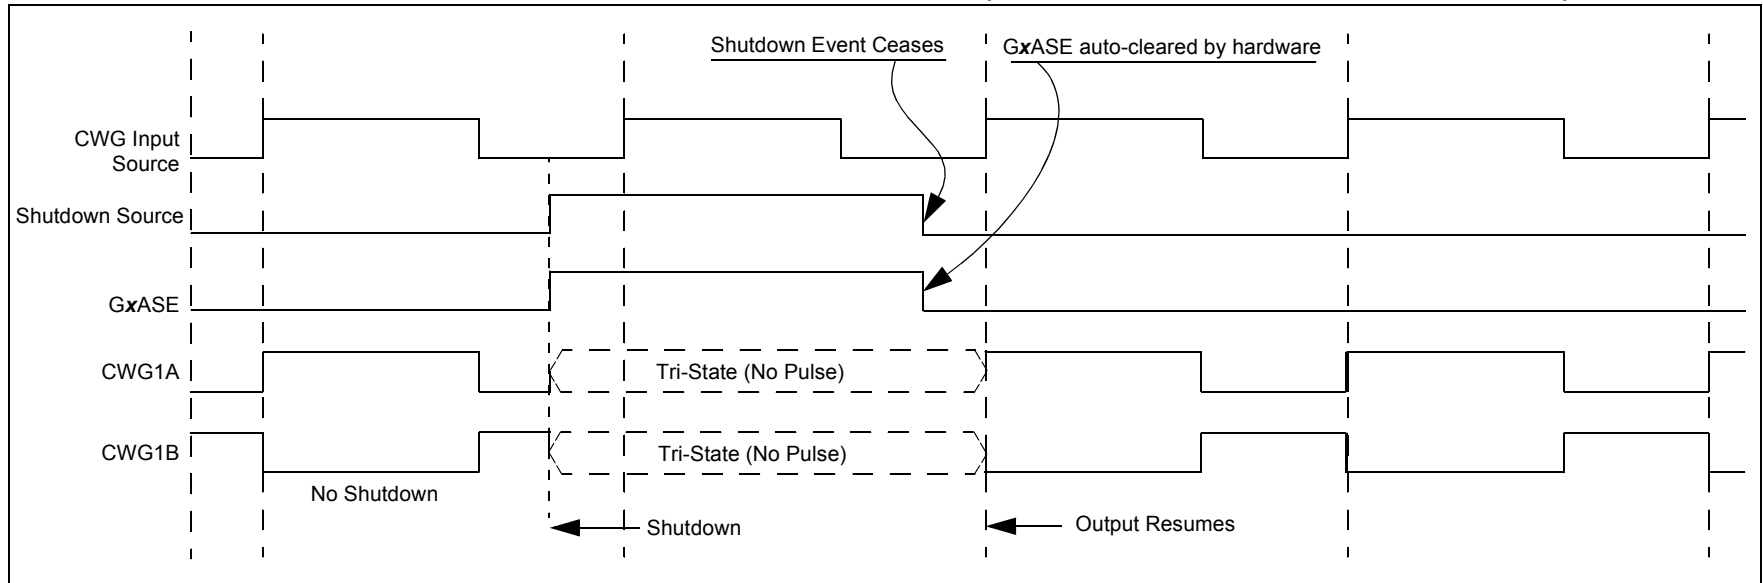 Shutdown Event Ceases
GxASE auto-cleared by hardware
CWG Input
Source
Shutdown Source
GxASE
CWG1A
Tri-State (No Pulse)
CWG1B
Tri-State (No Pulse)
No Shutdown
Shutdown
Output Resumes